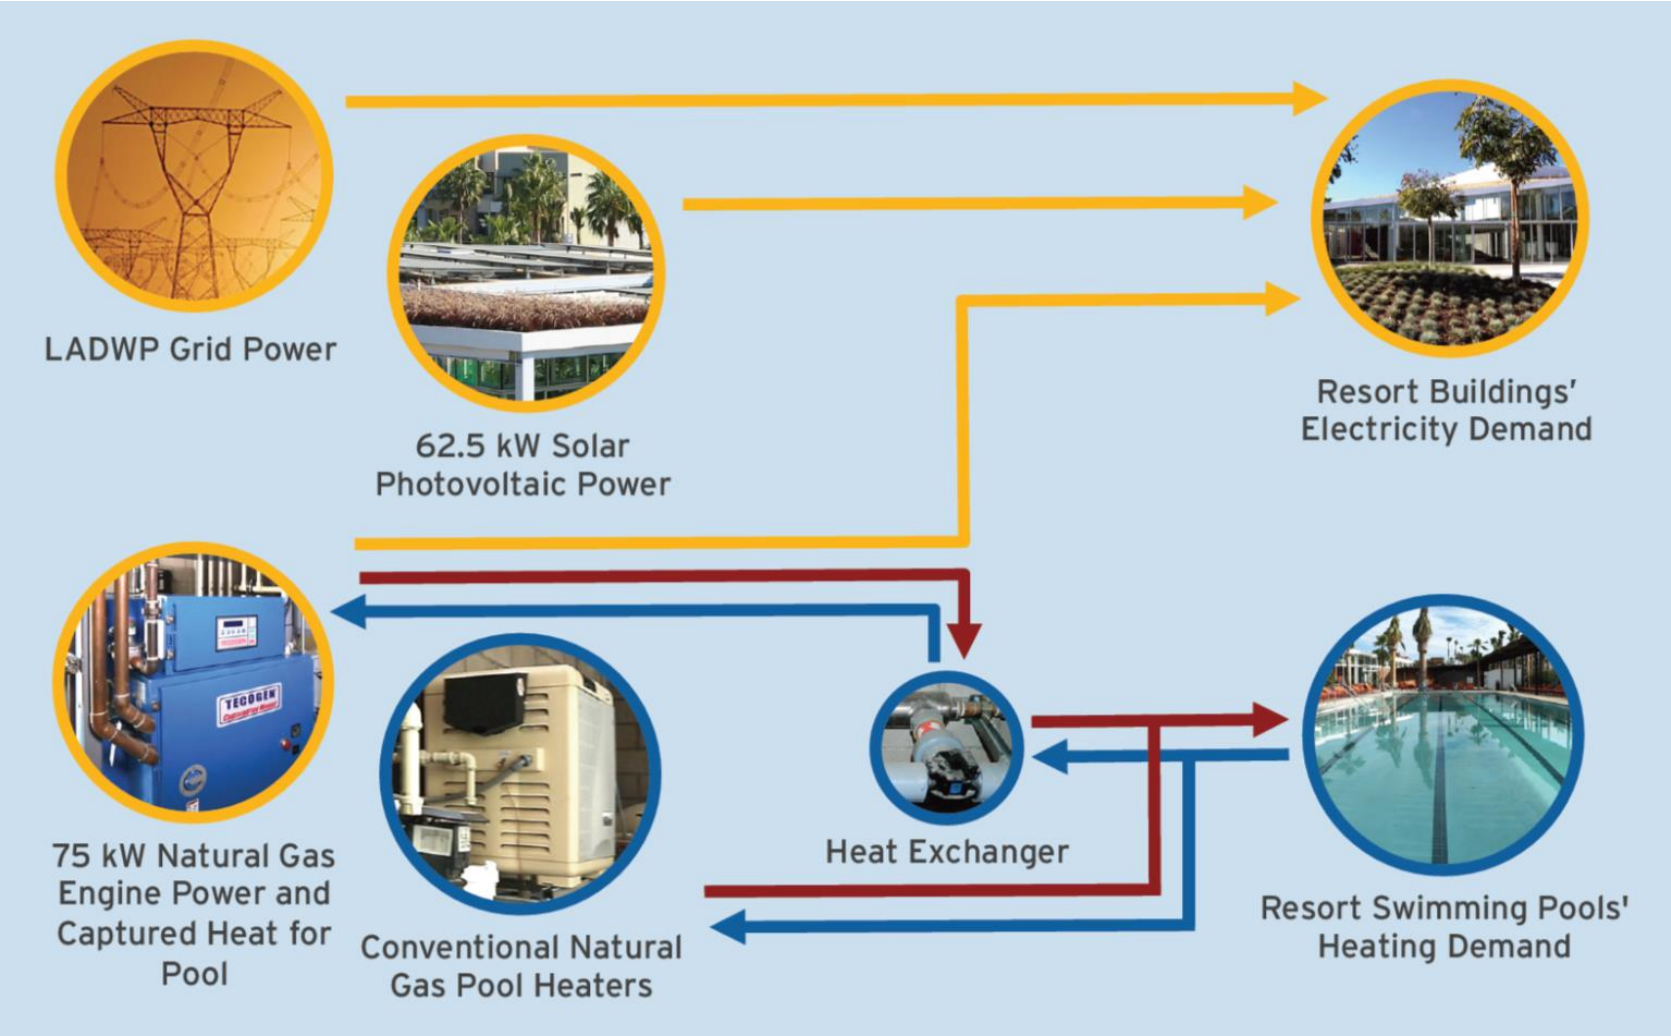 LADWP Grid Power
62.5 kW Solar
Photovoltaic Power
Resort Buildings’
Electricity Demand
TECOGEN
75 kW Natural Gas
Engine Power and
Captured Heat for
Pool
Conventional Natural
Gas Pool Heaters
Heat Exchanger
Resort Swimming Pools'
Heating Demand